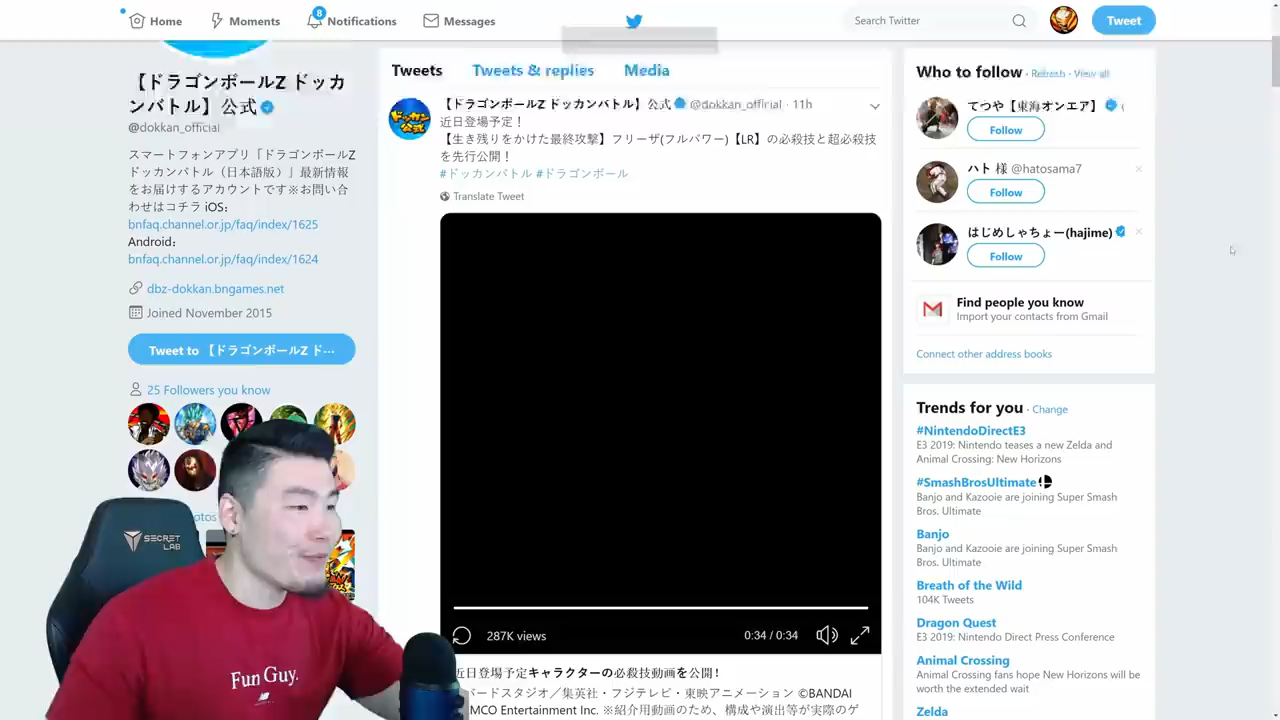 Home
Moments
8
Notifications
Messages
Search Twitter
Tweet
【ドラゴンボールZ ドッカ
ンバトル】公式
@dokkan_official
スマートフォンアプリ「ドラゴンボールZ
ドッカンバトル（日本語版）」最新情報
をお届けするアカウントです※お問い合
わせはコチラ iOS：
bnfaq.channel.or.jp/faq/index/1625
Android：
bnfaq.channel.or.jp/faq/index/1624
dbz-dokkan.bngames.net
Joined November 2015
Tweet to 【ドラゴンボールZ ド…
25 Followers you know
SECRET
LAB
Fun Guy.
Tweets
Tweets & replies
Media
【ドラゴンボールZ ドッカンバトル】公式 @dokkan_official · 11h
近日登場予定！
【生き残りをかけた最終攻撃】フリーザ(フルパワー)【LR】の必殺技と超必殺技
を先行公開！
#ドッカンバトル #ドラゴンボール
Translate Tweet
287K views
0:34 / 0:34
近日登場予定キャラクターの必殺技動画を公開！
バードスタジオ／集英社・フジテレビ・東映アニメーション ©BANDAI
MCO Entertainment Inc. ※紹介用動画のため、構成や演出等が実際のゲ
Who to follow · Refresh · View all
てつや【東海オンエア】
Follow
ハト 様 @hatosama7
Follow
はじめしゃちょー(hajime)
Follow
Find people you know
Import your contacts from Gmail
Connect other address books
Trends for you · Change
#NintendoDirectE3
E3 2019: Nintendo teases a new Zelda and
Animal Crossing: New Horizons
#SmashBrosUltimate
Banjo and Kazooie are joining Super Smash
Bros. Ultimate
Banjo
Banjo and Kazooie are joining Super Smash
Bros. Ultimate
Breath of the Wild
104K Tweets
Dragon Quest
E3 2019: Nintendo Direct Press Conference
Animal Crossing
Animal Crossing fans hope New Horizons will
be worth the extended wait
Zelda